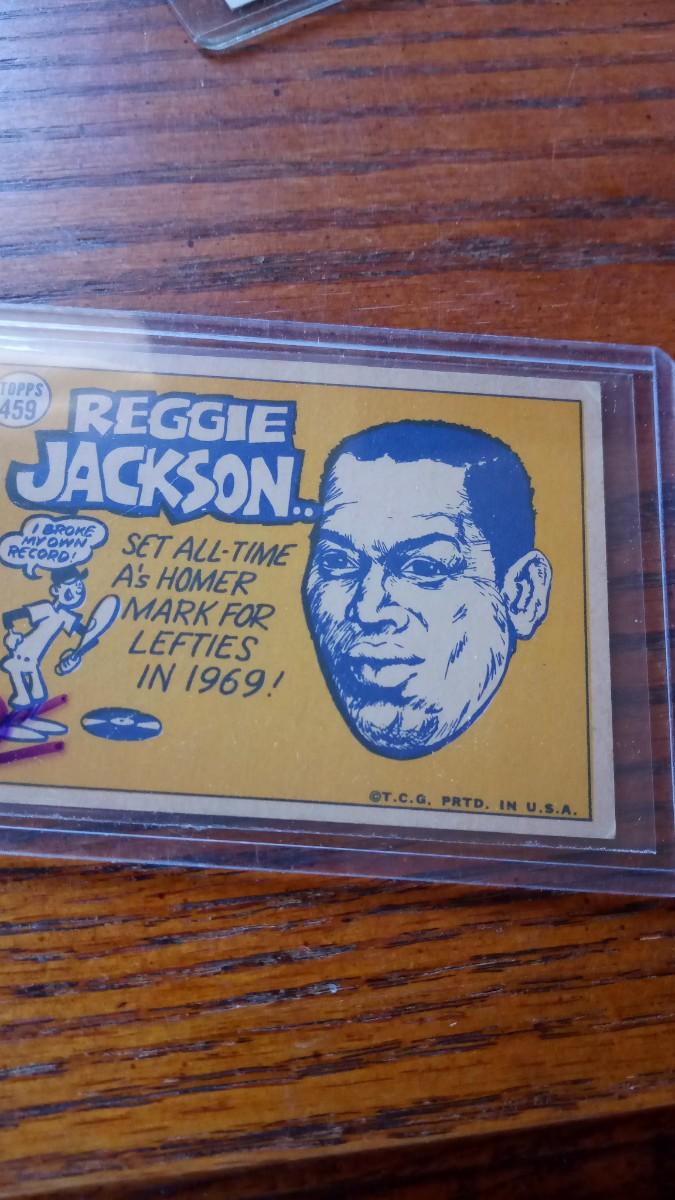 TOPPS
459
REGGIE
JACKSON..
I BROKE
MY OWN
RECORD!
SET ALL-TIME
A's HOMER
MARK FOR
LEFTIES
IN 1969!
©T.C.G. PRTD. IN U.S.A.